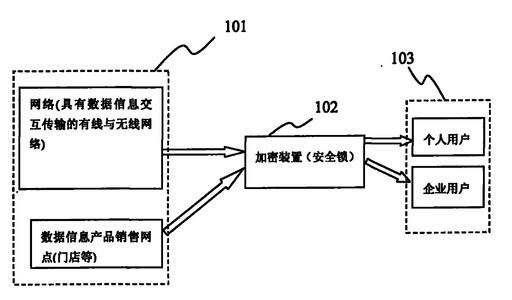 101
网络(具有数据信息交
互传输的有线与无线网
络)
数据信息产品销售网
点(门店等)
102
加密装置(安全锁)
103
个人用户
企业用户